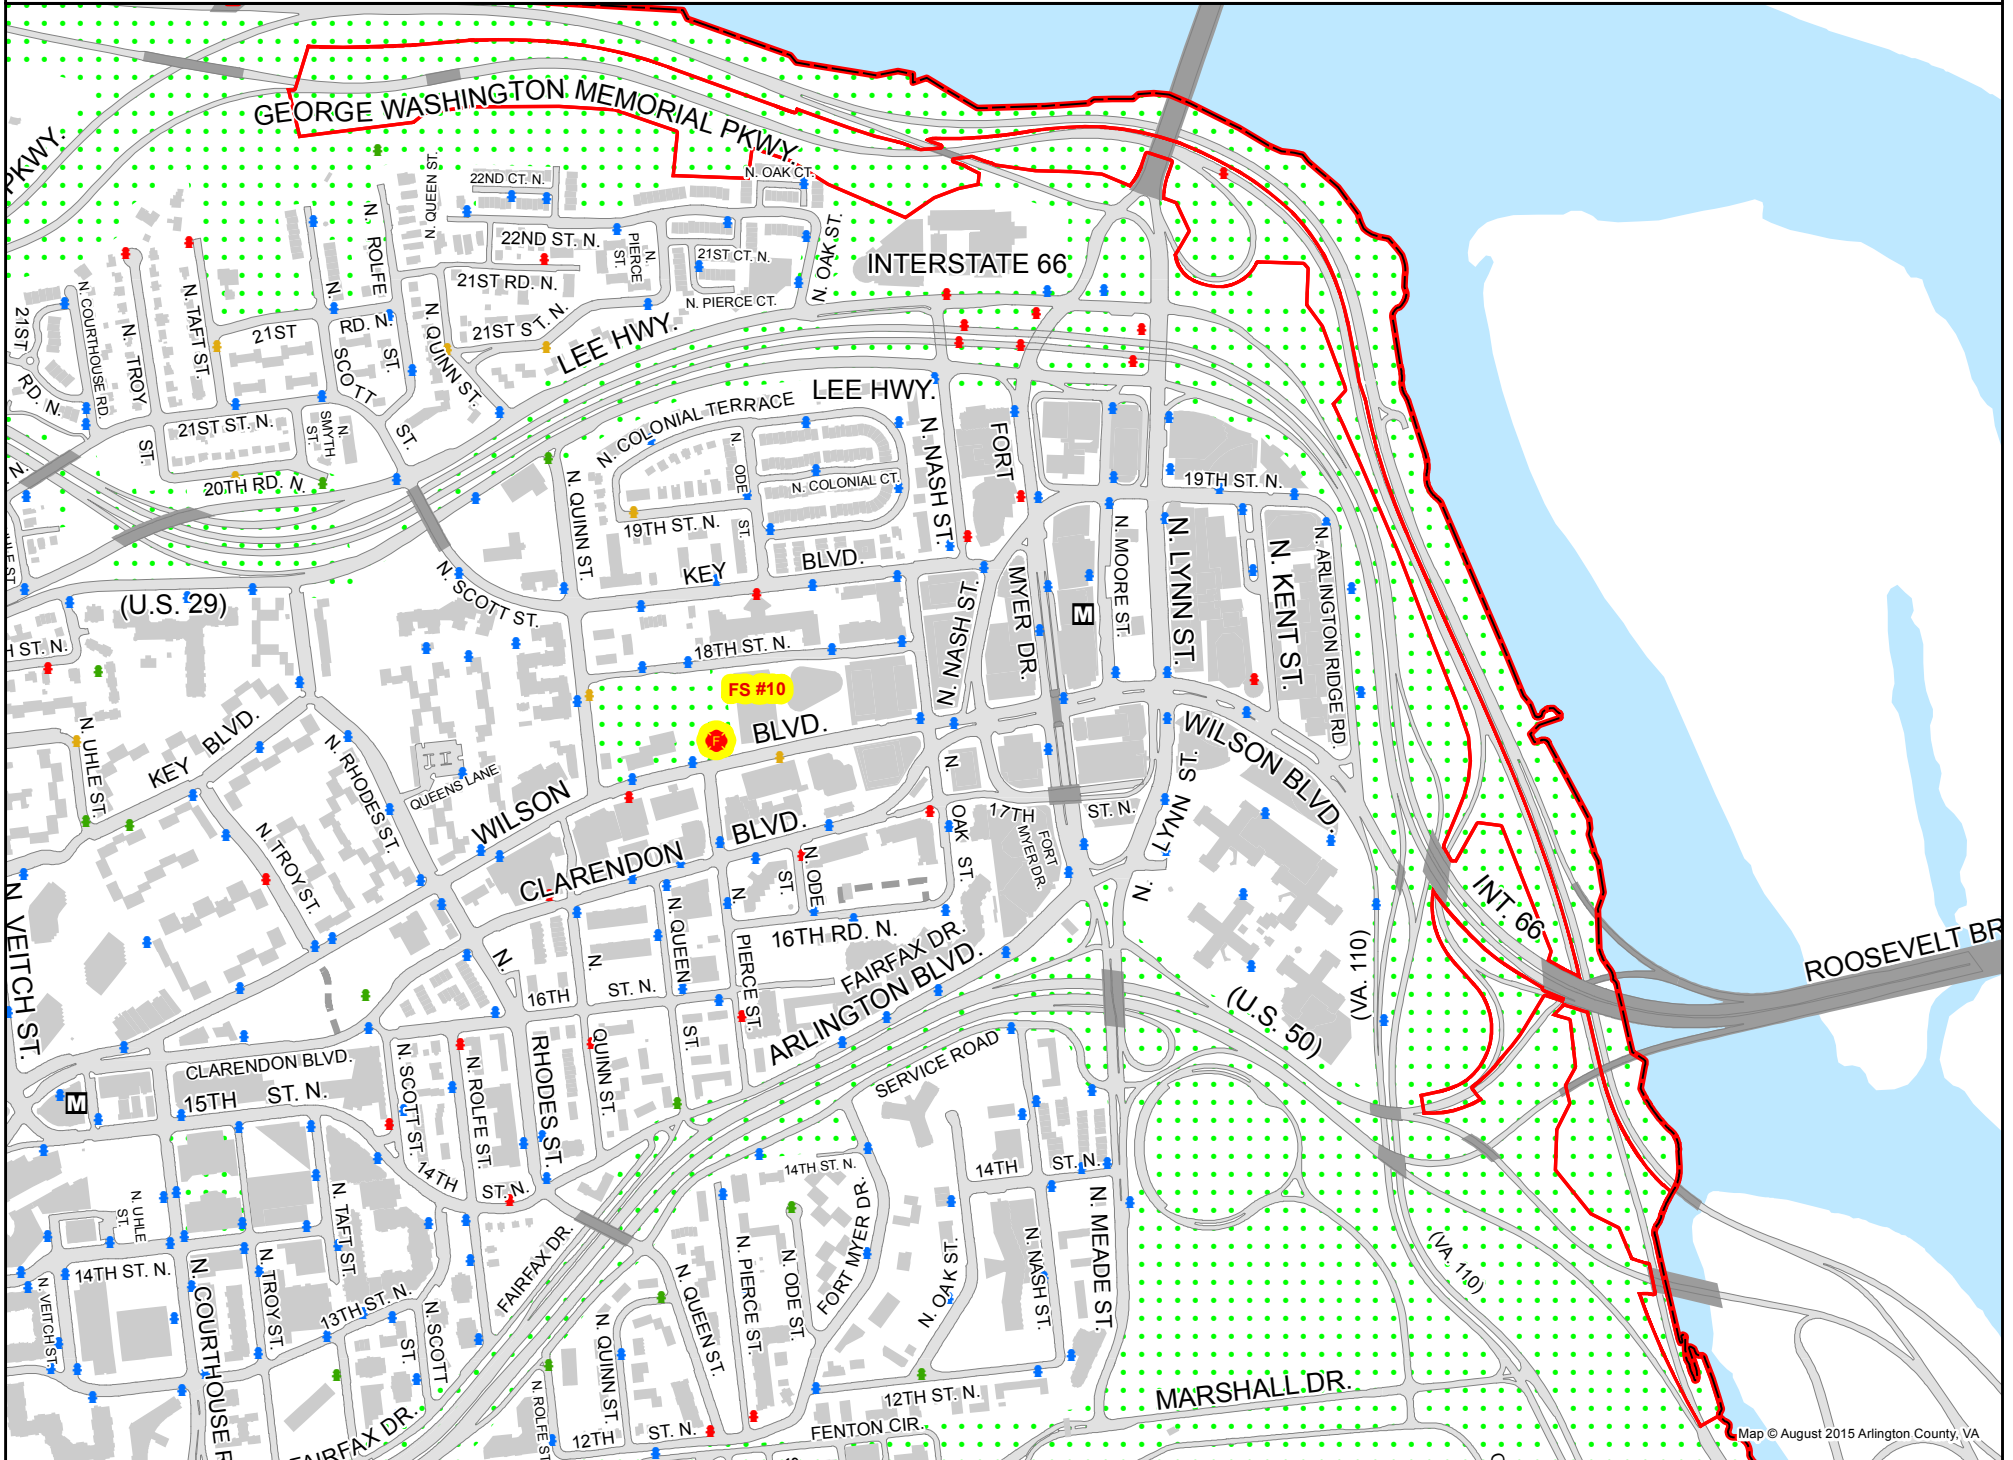 GEORGE WASHINGTON MEMORIAL PKWY.
PKWY.
N. QUEEN ST.
22ND CT. N.
N. OAK CT.
N. ROLFE ST.
22ND ST. N.
N. PIERCE ST.
21ST CT. N.
N. OAK ST.
INTERSTATE 66
21ST RD. N.
N. PIERCE CT.
21ST RD. N.
N. COURTHOUSE RD.
N. TROY ST.
N. TAFT ST.
21ST RD. N.
N. SCOTT ST.
N. QUINN ST.
21ST ST. N.
LEE HWY.
LEE HWY.
N. COLONIAL TERRACE
21ST ST. N.
N. SMYTH ST.
20TH RD. N.
N.
N. QUINN ST.
N. ODE ST.
N. COLONIAL CT.
19TH ST. N.
N. NASH ST.
FORT MYER DR.
19TH ST. N.
N. MOORE ST.
N. LYNN ST.
N. KENT ST.
N. ARLINGTON RIDGE RD.
KEY BLVD.
(U.S. 29)
N. SCOTT ST.
H ST. N.
18TH ST. N.
N. NASH ST.
M
FS #10
F
WILSON BLVD.
WILSON BLVD.
N. UHLE ST.
KEY BLVD.
N. RHODES ST.
QUEENS LANE
N. TROY ST.
CLARENDON BLVD.
N. OAK ST.
17TH ST. N.
FORT MYER DR.
N. LYNN ST.
N. ODE ST.
N. VEITCH ST.
INT. 66
ROOSEVELT BR
(VA. 110)
16TH RD. N.
FAIRFAX DR.
ARLINGTON BLVD.
(U.S. 50)
N. QUEEN ST.
N. PIERCE ST.
16TH ST. N.
N. RHODES ST.
N. QUINN ST.
CLARENDON BLVD.
15TH ST. N.
M
N. SCOTT ST.
N. ROLFE ST.
SERVICE ROAD
14TH ST. N.
14TH ST. N.
14TH ST. N.
N. UHLE ST.
N. TAFT ST.
14TH ST. N.
N. VEITCH ST.
N. COURTHOUSE R
N. TROY ST.
13TH ST. N.
N. SCOTT ST.
FAIRFAX DR.
N. QUEEN ST.
N. PIERCE ST.
N. ODE ST.
FORT MYER DR.
N. OAK ST.
N. NASH ST.
N. MEADE ST.
(VA. 110)
N. QUINN ST.
N. ROLFE S
12TH ST. N.
12TH ST. N.
FENTON CIR.
MARSHALL DR.
FAIRFAX DR.
Map © August 2015 Arlington County, VA